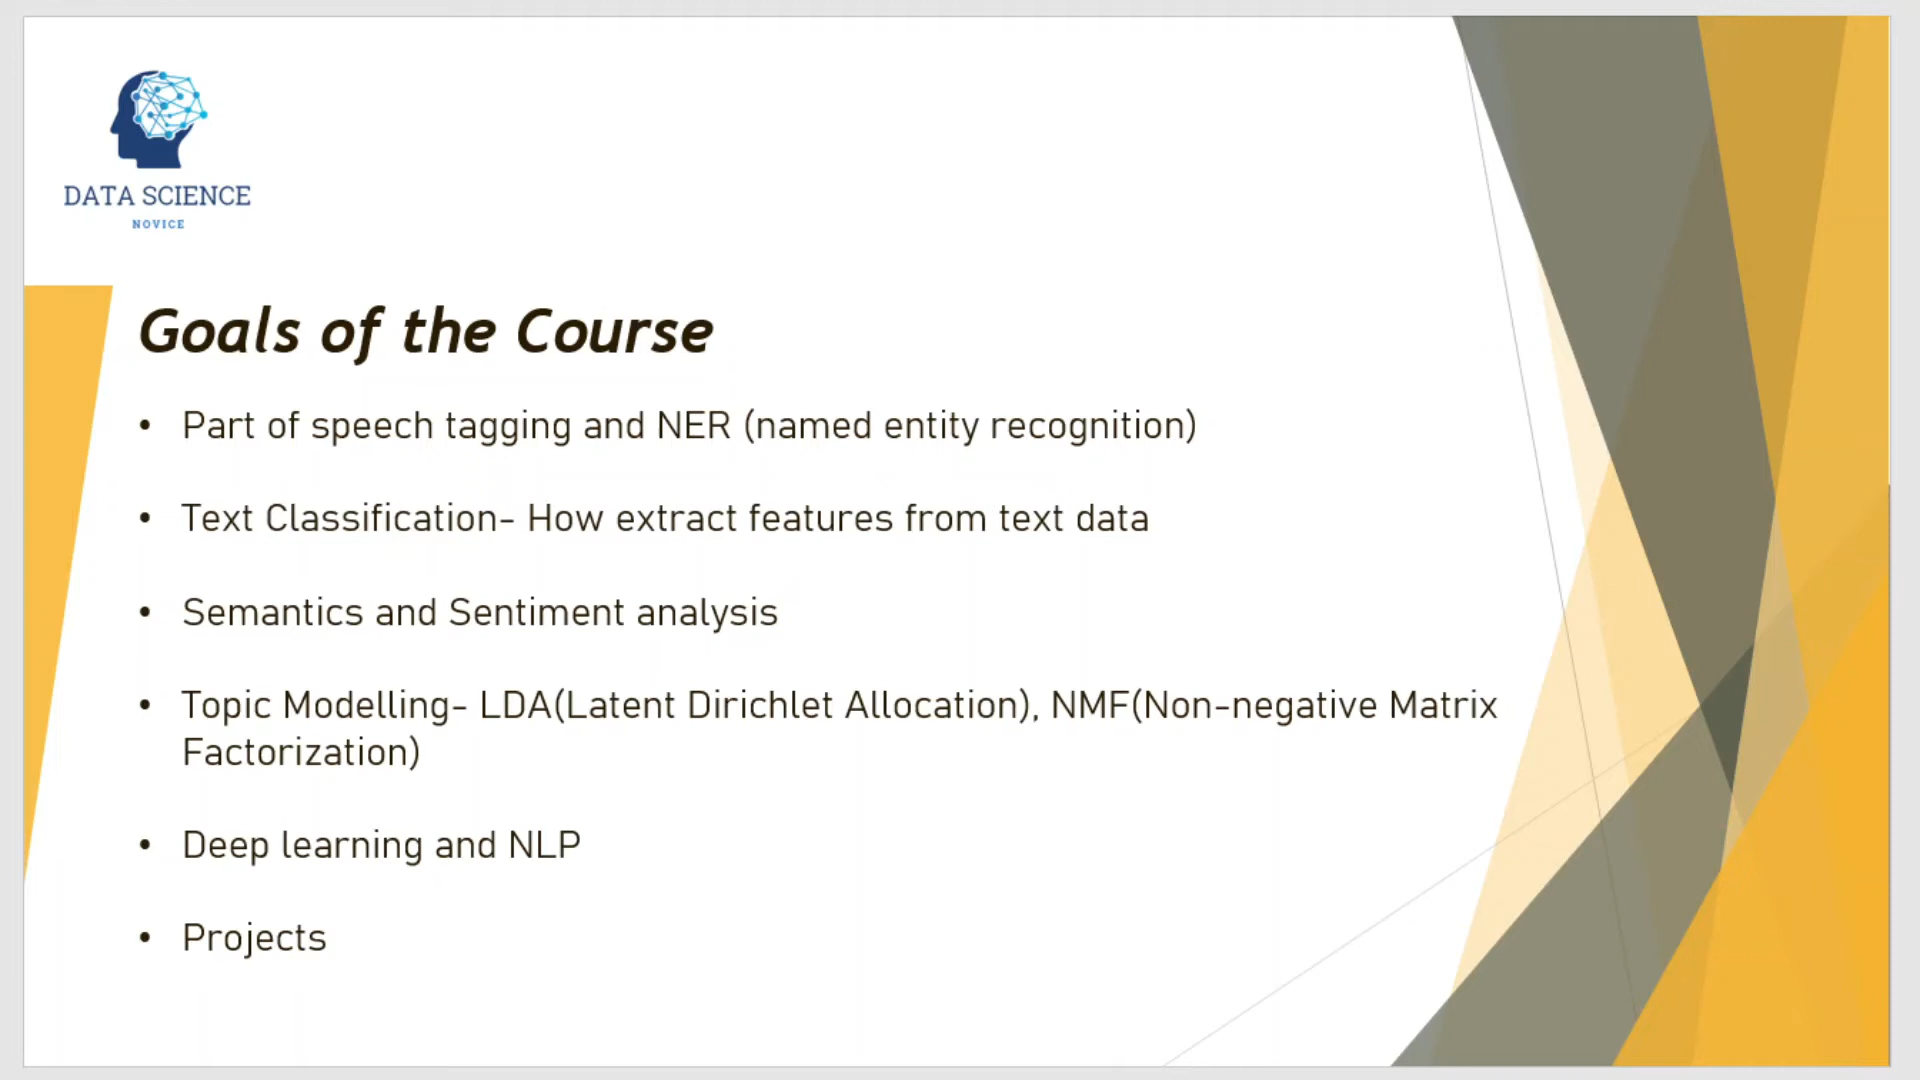 DATA SCIENCE
NOVICE
Goals of the Course
• Part of speech tagging and NER (named entity recognition)
• Text Classification- How extract features from text data
• Semantics and Sentiment analysis
• Topic Modelling- LDA(Latent Dirichlet Allocation), NMF(Non-negative Matrix
Factorization)
• Deep learning and NLP
• Projects